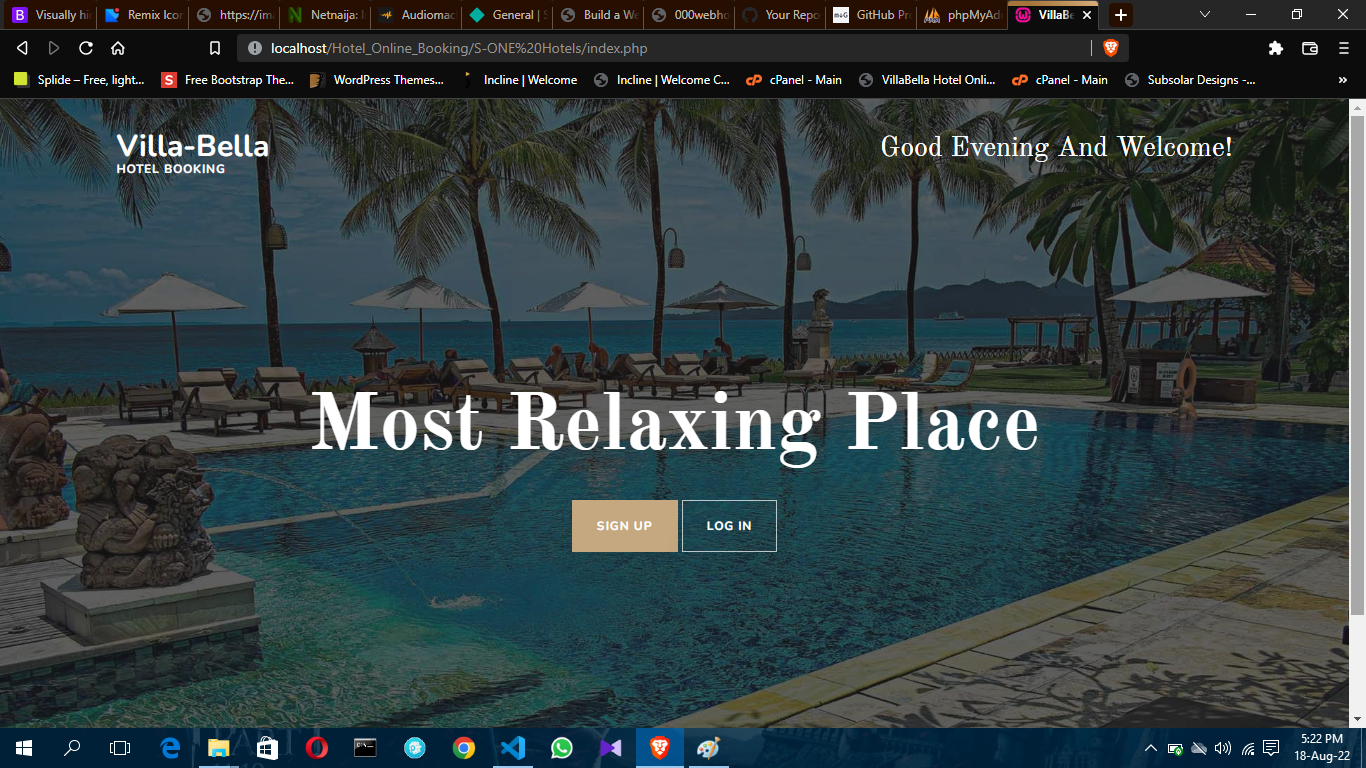 Visually hi
Remix Icon
https://im
Netnaija: I
Audiomac
General | S
Build a We
000webho
Your Repo
GitHub Pr
phpMyAd
VillaBe
localhost/Hotel_Online_Booking/S-ONE%20Hotels/index.php
Splide – Free, light...
Free Bootstrap The...
WordPress Themes...
Incline | Welcome
Incline | Welcome C...
cPanel - Main
VillaBella Hotel Onli...
cPanel - Main
Subsolar Designs -...
Villa-Bella
HOTEL BOOKING
Good Evening And Welcome!
Most Relaxing Place
SIGN UP
LOG IN
5:22 PM
18-Aug-22